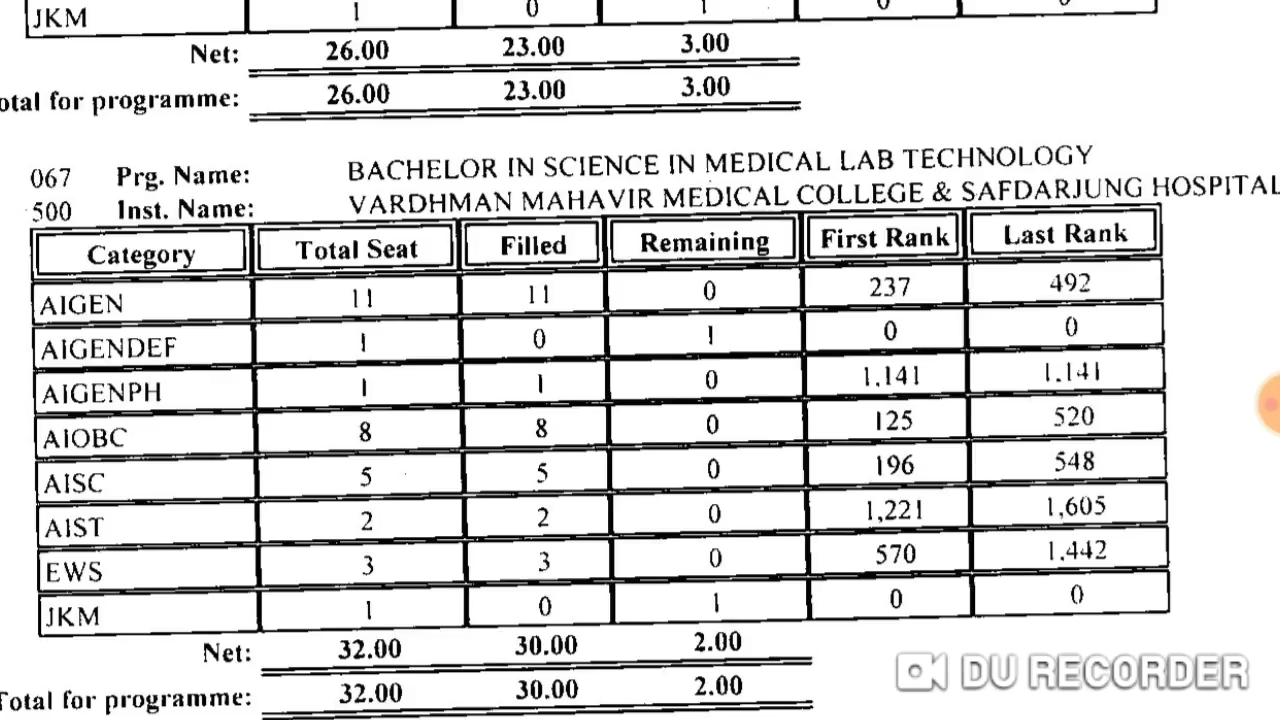 JKM 1 0 1 0 0
Net: 26.00 23.00 3.00
otal for programme: 26.00 23.00 3.00
067 Prg. Name: BACHELOR IN SCIENCE IN MEDICAL LAB TECHNOLOGY
500 Inst. Name: VARDHMAN MAHAVIR MEDICAL COLLEGE & SAFDARJUNG HOSPITAL
Category Total Seat Filled Remaining First Rank Last Rank
AIGEN 11 11 0 237 492
AIGENDEF 1 0 1 0 0
AIGENPH 1 1 0 1,141 1,141
AIOBC 8 8 0 125 520
AISC 5 5 0 196 548
AIST 2 2 0 1,221 1,605
EWS 3 3 0 570 1,442
JKM 1 0 1 0 0
Net: 32.00 30.00 2.00
Total for programme: 32.00 30.00 2.00
DU RECORDER